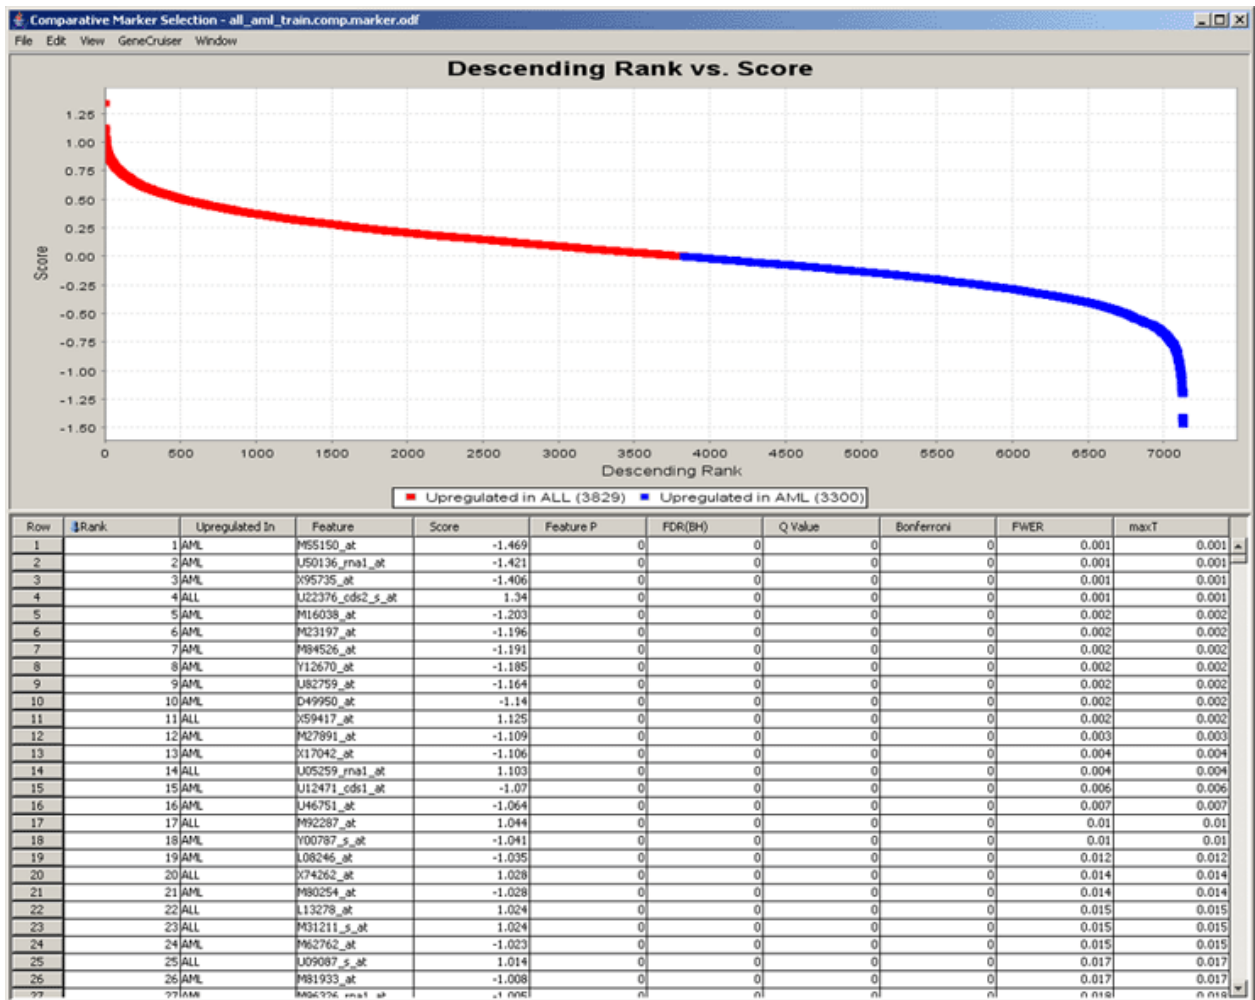 Comparative Marker Selection - all_aml_train.comp.marker.odf
File Edit View GeneCruiser Window
Descending Rank vs. Score
1.25
1.00
0.75
0.50
0.25
0.00
-0.25
-0.50
-0.75
-1.00
-1.25
-1.50
Score
0 500 1000 1500 2000 2500 3000 3500 4000 4500 5000 5500 6000 6500 7000
Descending Rank
Upregulated in ALL (3829) Upregulated in AML (3300)
Row Rank Upregulated In Feature Score Feature P FDR(BH) Q Value Bonferroni FWER maxT
1 1 AML M55150_at -1.469 0 0 0 0 0.001 0.001
2 2 AML U50136_rna1_at -1.421 0 0 0 0 0.001 0.001
3 3 AML X95735_at -1.406 0 0 0 0 0.001 0.001
4 4 ALL U22376_cds2_s_at 1.34 0 0 0 0 0.001 0.001
5 5 AML M16038_at -1.203 0 0 0 0 0.002 0.002
6 6 AML M23197_at -1.196 0 0 0 0 0.002 0.002
7 7 AML M84526_at -1.191 0 0 0 0 0.002 0.002
8 8 AML Y12670_at -1.185 0 0 0 0 0.002 0.002
9 9 AML U82759_at -1.164 0 0 0 0 0.002 0.002
10 10 AML D49950_at -1.14 0 0 0 0 0.002 0.002
11 11 ALL X59417_at 1.125 0 0 0 0 0.002 0.002
12 12 AML M27891_at -1.109 0 0 0 0 0.003 0.003
13 13 AML X17042_at -1.106 0 0 0 0 0.004 0.004
14 14 ALL U05259_rna1_at 1.103 0 0 0 0 0.004 0.004
15 15 AML U12471_cds1_at -1.07 0 0 0 0 0.006 0.006
16 16 AML U46751_at -1.064 0 0 0 0 0.007 0.007
17 17 ALL M92287_at 1.044 0 0 0 0 0.01 0.01
18 18 AML Y00787_s_at -1.041 0 0 0 0 0.01 0.01
19 19 AML L08246_at -1.035 0 0 0 0 0.012 0.012
20 20 ALL X74262_at 1.028 0 0 0 0 0.014 0.014
21 21 AML M80254_at -1.028 0 0 0 0 0.014 0.014
22 22 ALL L13278_at 1.024 0 0 0 0 0.015 0.015
23 23 ALL M31211_s_at 1.024 0 0 0 0 0.015 0.015
24 24 AML M62762_at -1.023 0 0 0 0 0.015 0.015
25 25 ALL U09087_s_at 1.014 0 0 0 0 0.017 0.017
26 26 AML M81933_at -1.008 0 0 0 0 0.017 0.017
27 27 AML M96326_rna1_at -1.005 0 0 0 0 0.018 0.018